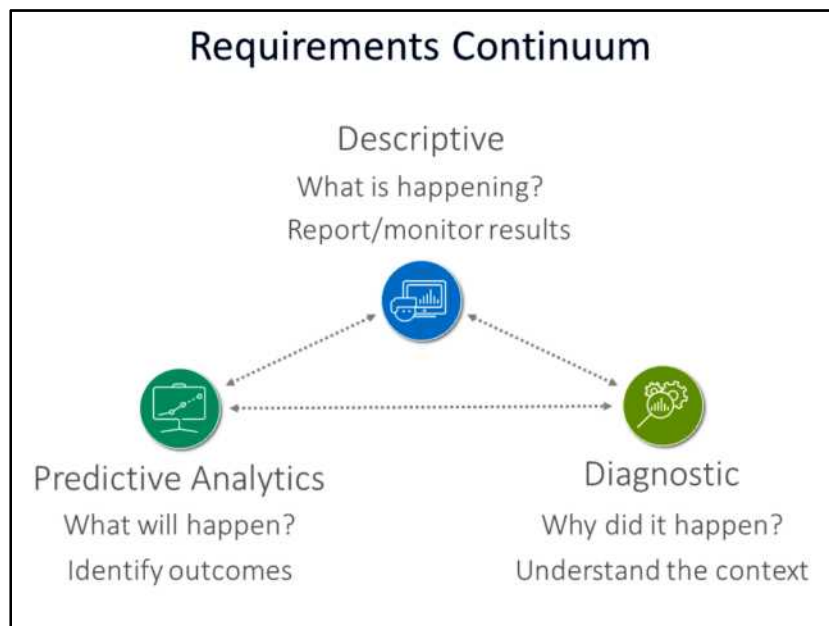 Requirements Continuum
Descriptive
What is happening?
Report/monitor results
Predictive Analytics
What will happen?
Identify outcomes
Diagnostic
Why did it happen?
Understand the context